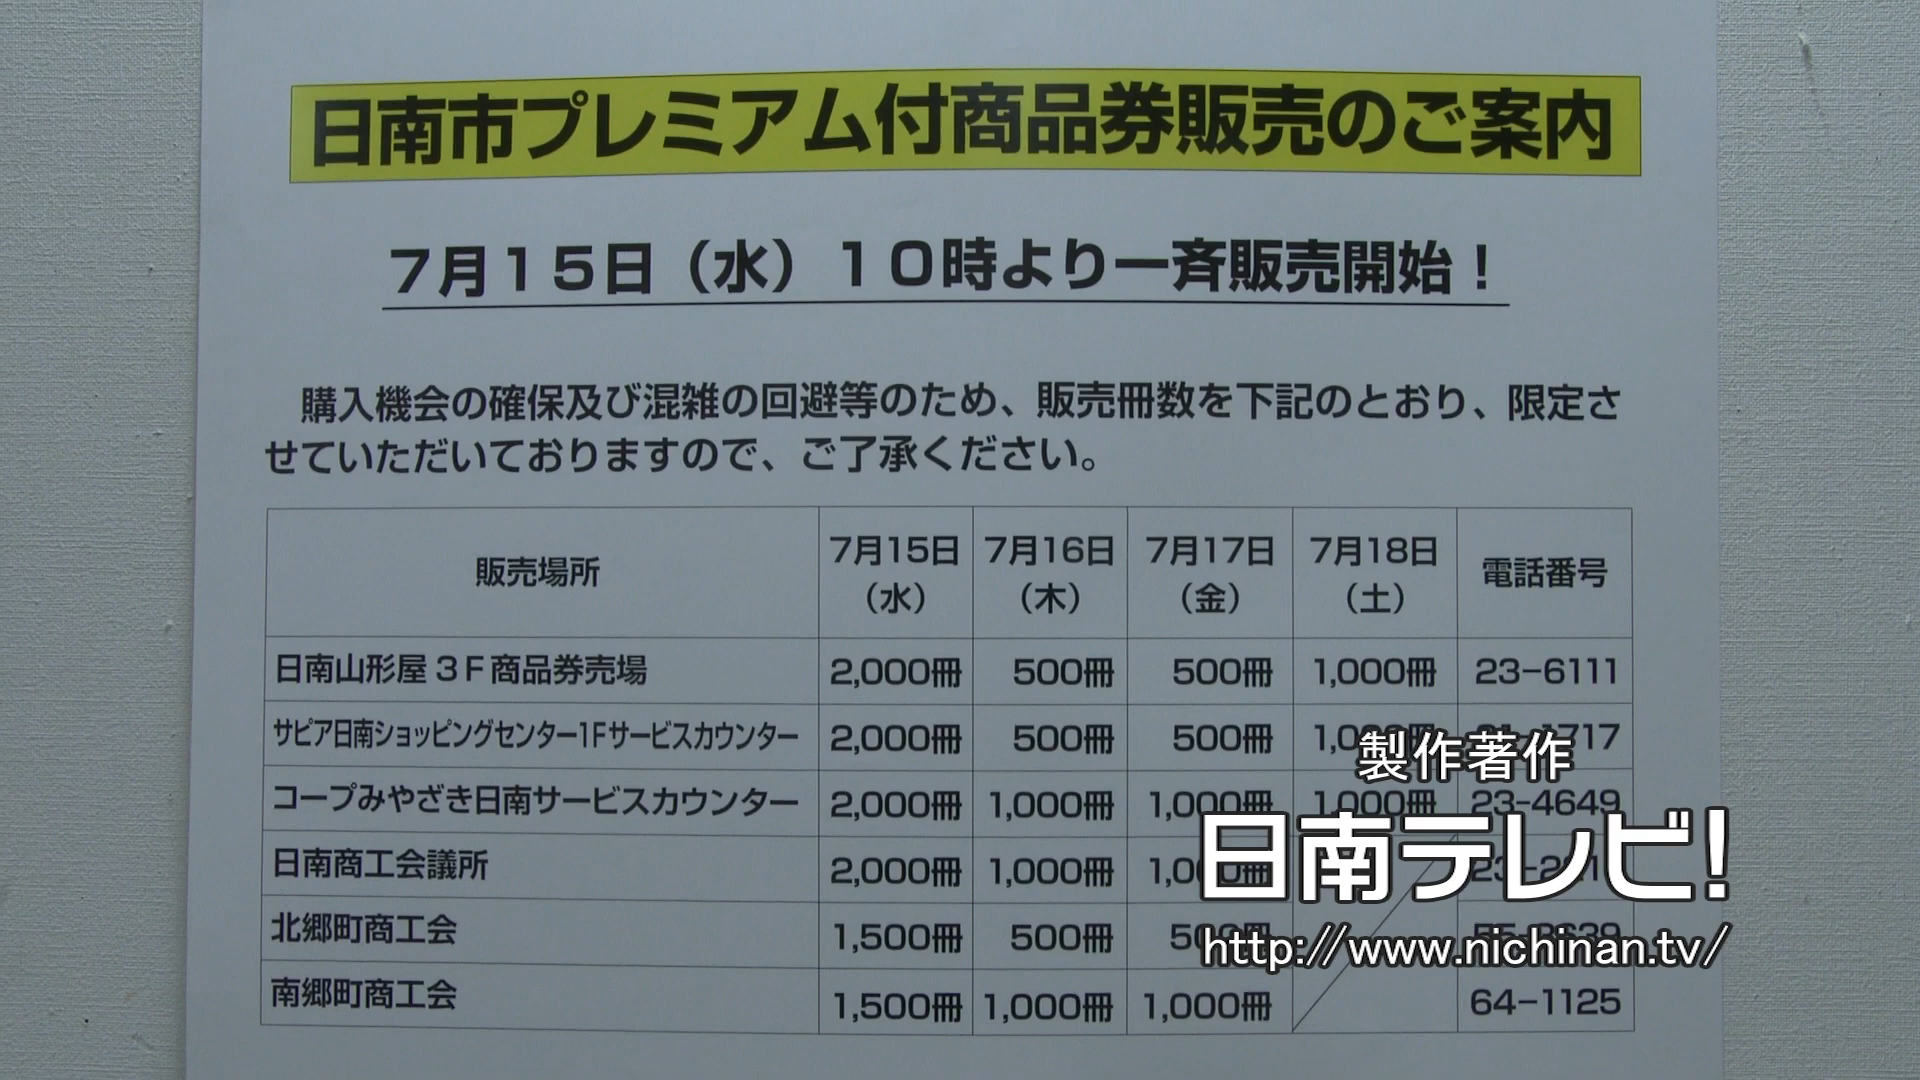 日南市プレミアム付商品券販売のご案内
7月15日（水）10時より一斉販売開始！
購入機会の確保及び混雑の回避等のため、販売冊数を下記のとおり、限定さ
せていただいておりますので、ご了承ください。
販売場所 7月15日（水） 7月16日（木） 7月17日（金） 7月18日（土） 電話番号
日南山形屋３Ｆ商品券売場 2,000冊 500冊 500冊 1,000冊 23−6111
サピア日南ショッピングセンター1Fサービスカウンター 2,000冊 500冊 500冊 1,000冊
コープみやざき日南サービスカウンター 2,000冊 1,000冊 1,000冊 1,000冊 23−4649
日南商工会議所 2,000冊 1,000冊
北郷町商工会 1,500冊 500冊
南郷町商工会 1,500冊 1,000冊 1,000冊 64−1125
製作著作
日南テレビ!
http://www.nichinan.tv/